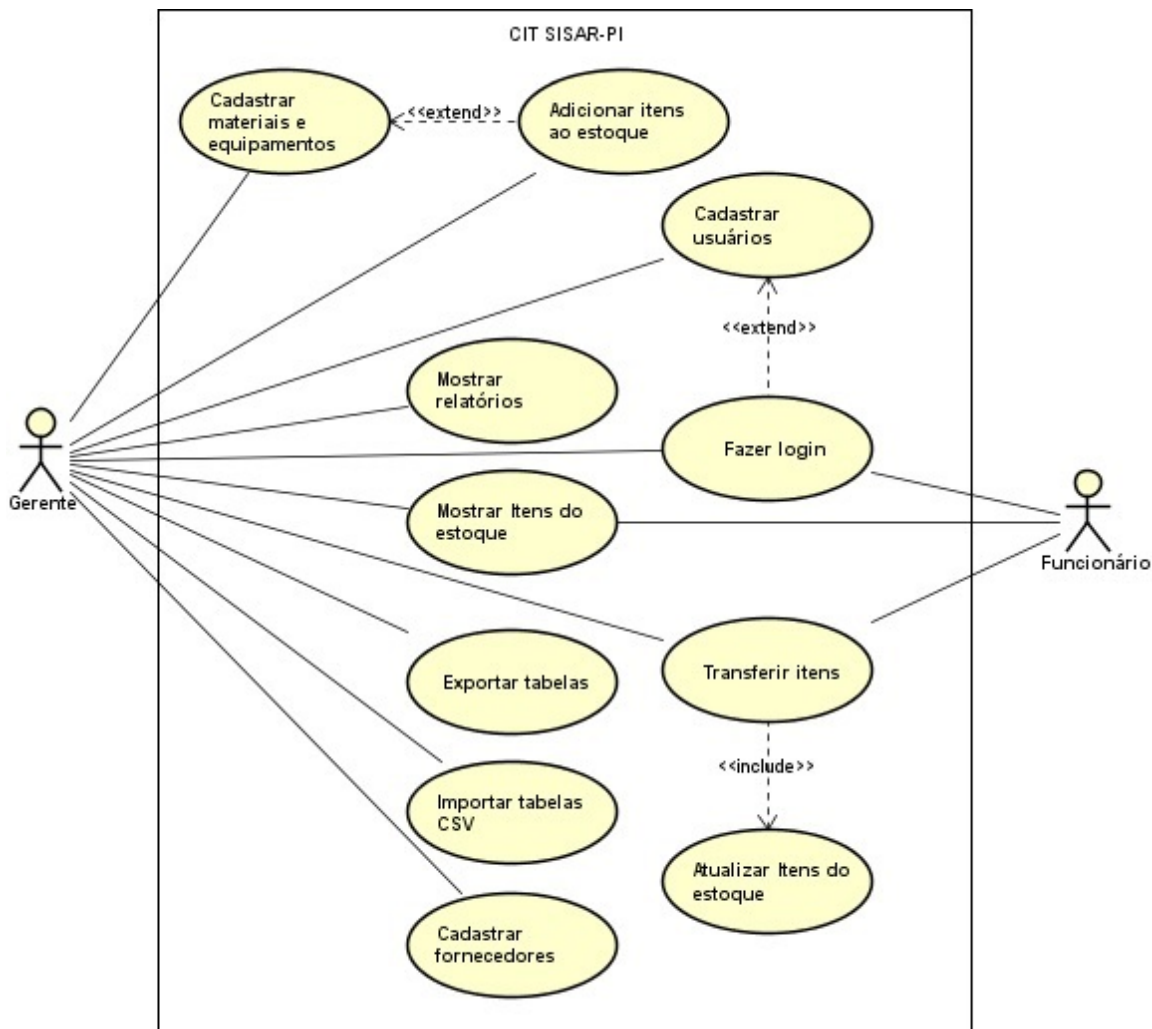 CIT SISAR-PI
Cadastrar
materiais e
equipamentos
<<extend>>
Adicionar itens
ao estoque
Cadastrar
usuários
<<extend>>
Mostrar
relatórios
Fazer login
Gerente
Mostrar Itens do
estoque
Funcionário
Exportar tabelas
Transferir itens
<<include>>
Importar tabelas
CSV
Atualizar Itens do
estoque
Cadastrar
fornecedores